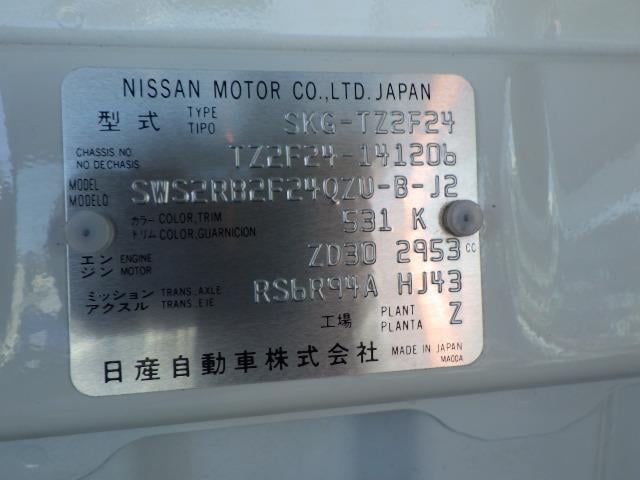 NISSAN MOTOR CO.,LTD. JAPAN
型式 TYPE TIPO SKG-TZ2F24
CHASSIS NO NO DE CHASIS TZ2F24-141206
MODEL MODELO SWS2RB2F24QZU-B-J2
カラー COLOR,TRIM
トリム COLOR,GUARNICION 531 K
エンジン ENGINE MOTOR ZD30 2953 CC
ミッション TRANS.,AXLE
アクスル TRANS.,EJE RS6R94A HJ43
工場 PLANT PLANTA Z
日産自動車株式会社 MADE IN JAPAN